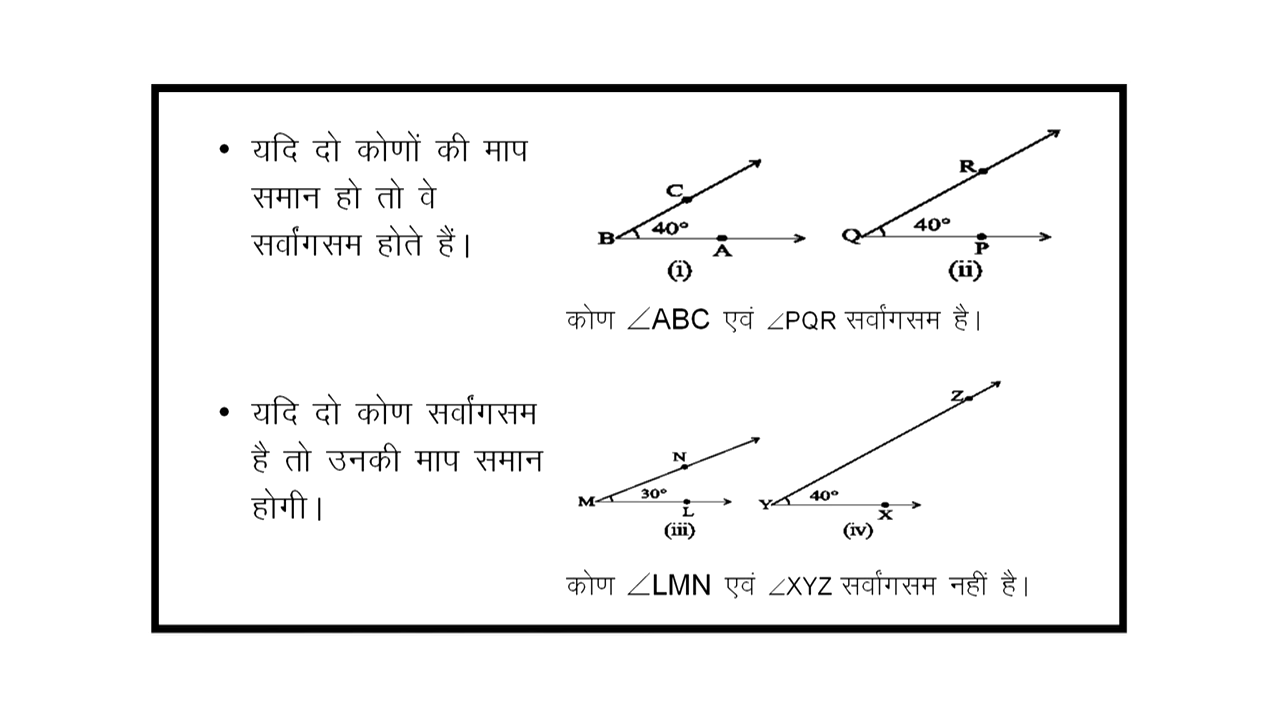 • यदि दो कोणों की माप
समान हो तो वे
सर्वांगसम होते हैं।
C
B 40° A
(i)
R
Q 40° P
(ii)
कोण ∠ABC एवं ∠PQR सर्वांगसम है।
• यदि दो कोण सर्वांगसम
है तो उनकी माप समान
होगी।
N
M 30° L
(iii)
Z
Y 40° X
(iv)
कोण ∠LMN एवं ∠XYZ सर्वांगसम नहीं है।